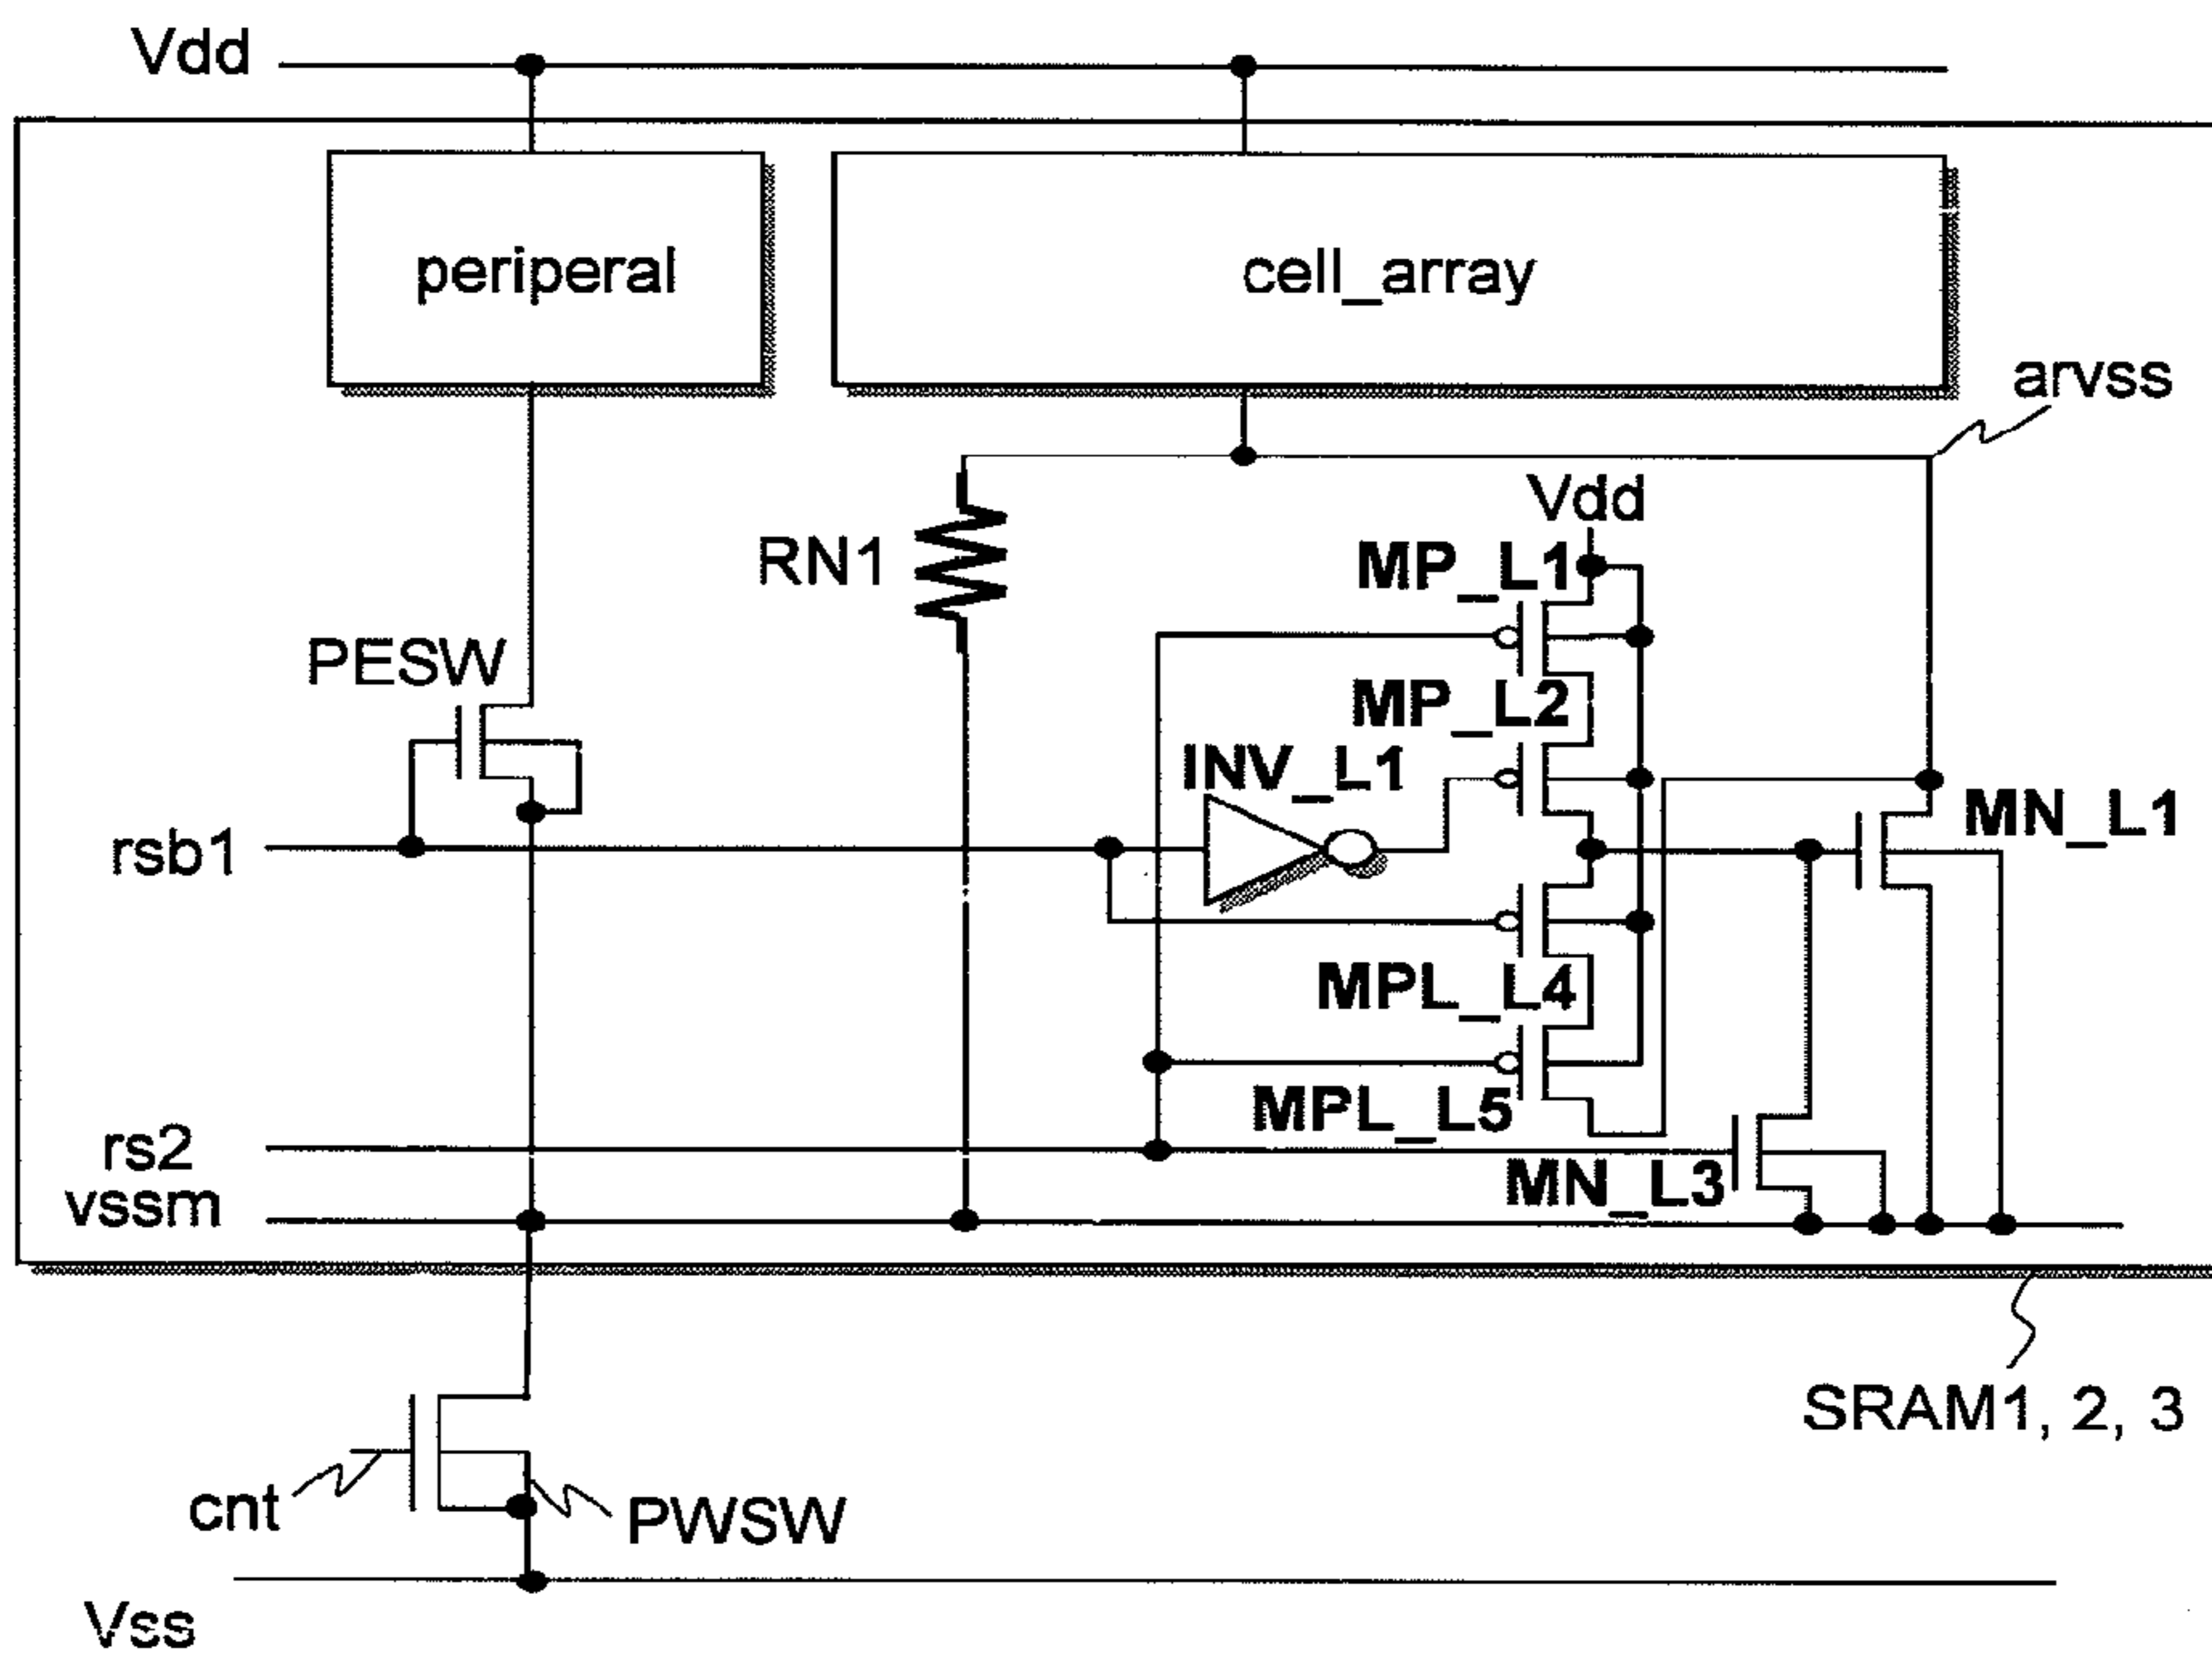 Vdd
periperal
cell_array
arvss
Vdd
MP_L1
RN1
PESW
MP_L2
INV_L1
MN_L1
rsb1
MPL_L4
MPL_L5
rs2
MN_L3
vssm
SRAM1, 2, 3
cnt
PWSW
Vss